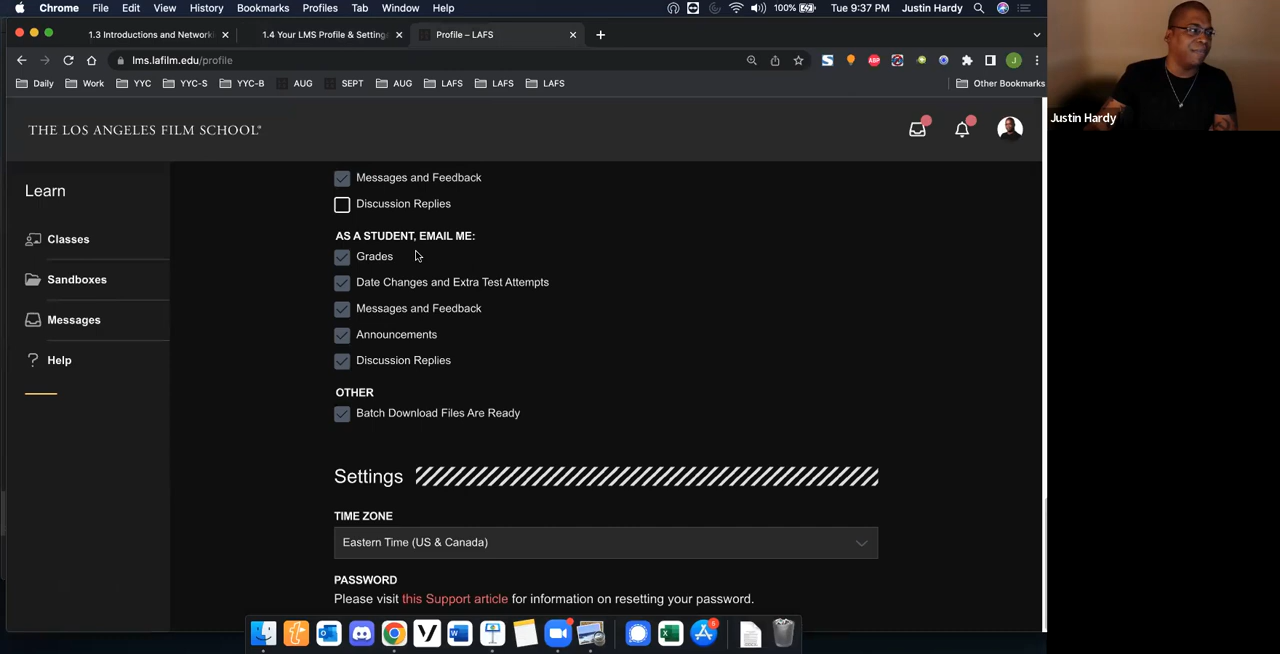 Chrome File Edit View History Bookmarks Profiles Tab Window Help 100% Tue 9:37 PM Justin Hardy
1.3 Introductions and Networki 1.4 Your LMS Profile & Setting Profile – LAFS
lms.lafilm.edu/profile
Daily Work YYC YYC-S YYC-B AUG SEPT AUG LAFS LAFS LAFS Other Bookmarks
THE LOS ANGELES FILM SCHOOL®
Justin Hardy
Learn
Classes
Sandboxes
Messages
Help
Messages and Feedback
Discussion Replies
AS A STUDENT, EMAIL ME:
Grades
Date Changes and Extra Test Attempts
Messages and Feedback
Announcements
Discussion Replies
OTHER
Batch Download Files Are Ready
Settings
TIME ZONE
Eastern Time (US & Canada)
PASSWORD
Please visit this Support article for information on resetting your password.